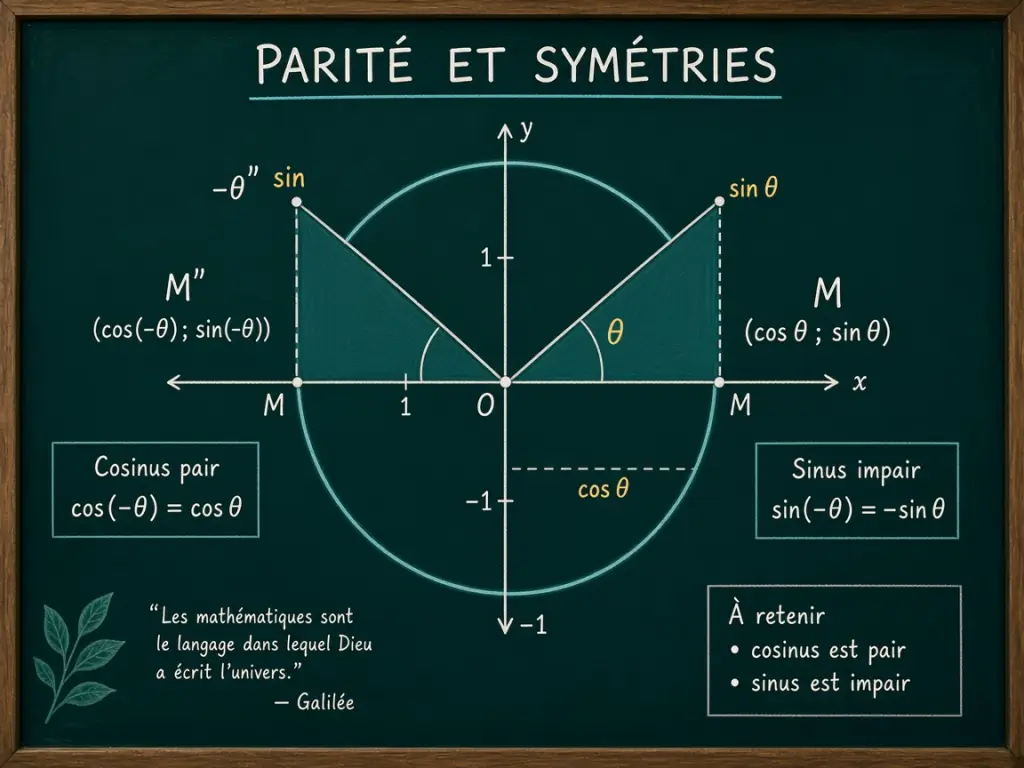 PARITÉ ET SYMÉTRIES
y
−θ” sin
sin θ
1
M”
(cos(−θ) ; sin(−θ))
θ
M
(cos θ ; sin θ)
x
M
1
O
M
Cosinus pair
cos(−θ) = cos θ
cos θ
−1
Sinus impair
sin(−θ) = −sin θ
−1
“Les mathématiques sont
le langage dans lequel Dieu
a écrit l’univers.”
— Galilée
À retenir
• cosinus est pair
• sinus est impair